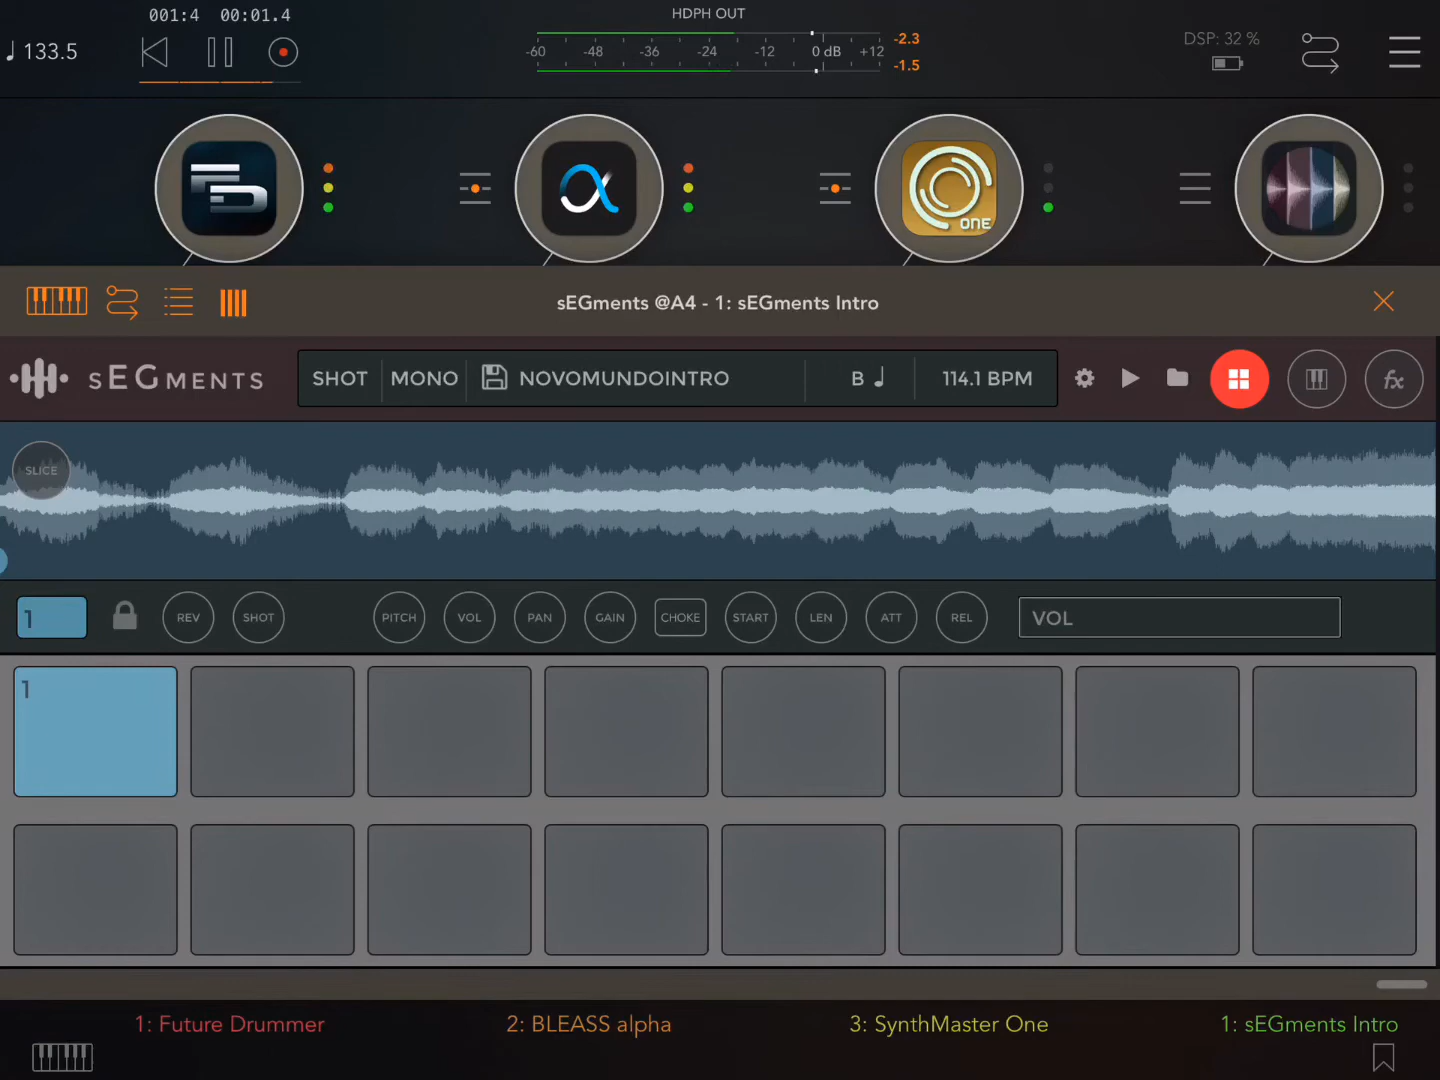 001:4 00:01.4
HDPH OUT
133.5
-60 -48 -36 -24 -12 0 dB +12
-2.3
-1.5
DSP: 32 %
ONE
sEGments @A4 - 1: sEGments Intro
sEGMENTS
SHOT MONO NOVOMUNDOINTRO B 114.1 BPM
fx
SLICE
1 REV SHOT PITCH VOL PAN GAIN CHOKE START LEN ATT REL VOL
1
1: Future Drummer 2: BLEASS alpha 3: SynthMaster One 1: sEGments Intro